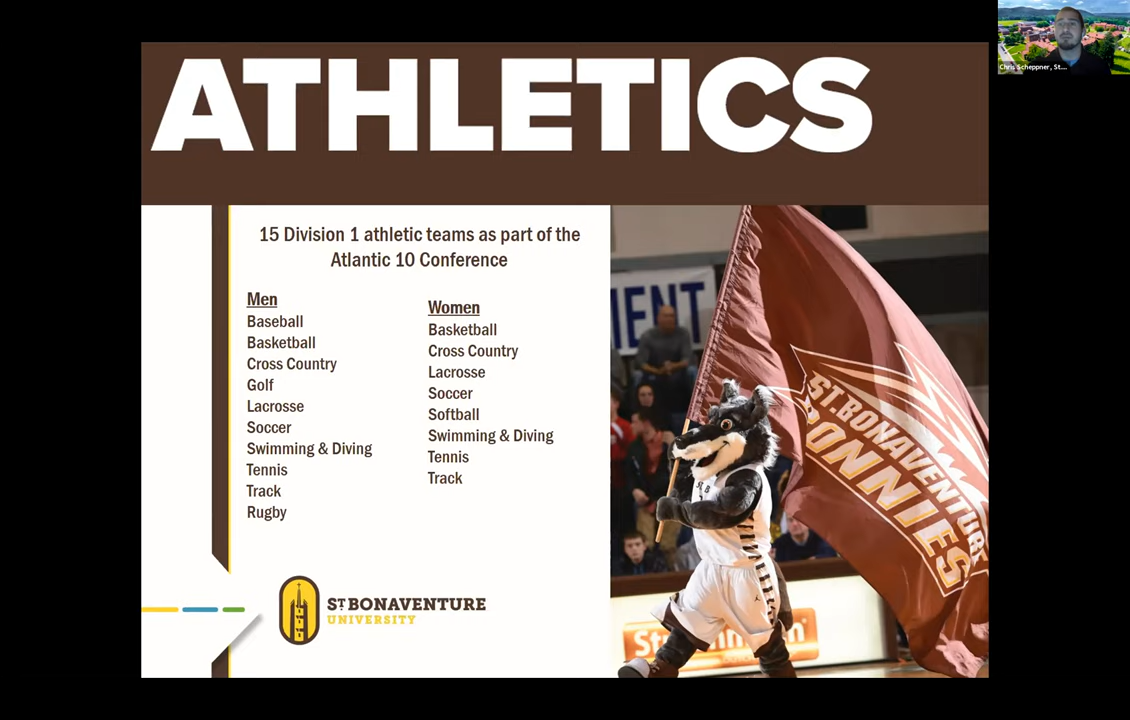 ATHLETICS
Chris Scheppner, St....
15 Division 1 athletic teams as part of the
Atlantic 10 Conference
Men
Baseball
Basketball
Cross Country
Golf
Lacrosse
Soccer
Swimming & Diving
Tennis
Track
Rugby
Women
Basketball
Cross Country
Lacrosse
Soccer
Softball
Swimming & Diving
Tennis
Track
ST. BONAVENTURE
UNIVERSITY
MENT
ST. BONAVENTURE
BONNIES